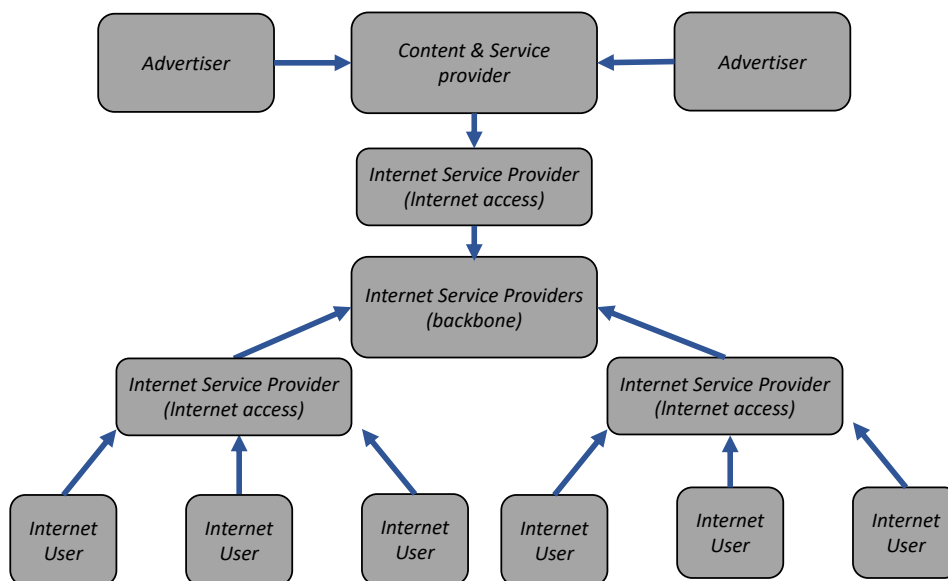 Advertiser
Content & Service
provider
Advertiser
Internet Service Provider
(Internet access)
Internet Service Providers
(backbone)
Internet Service Provider
(Internet access)
Internet Service Provider
(Internet access)
Internet
User
Internet
User
Internet
User
Internet
User
Internet
User
Internet
User